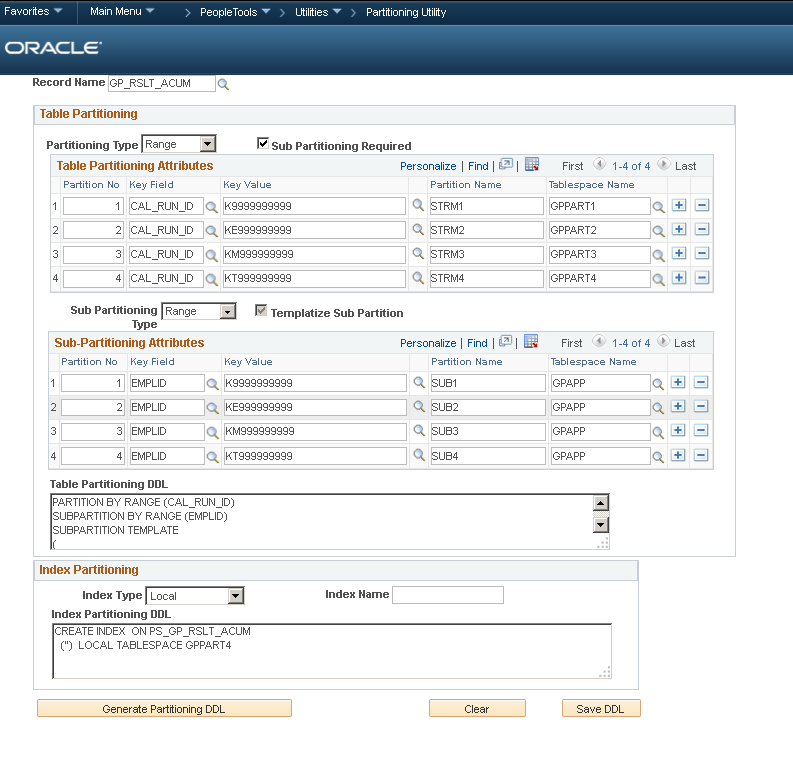 Favorites Main Menu > PeopleTools > Utilities > Partitioning Utility
ORACLE'
Record Name GP_RSLT_ACUM
Table Partitioning
Partitioning Type Range Sub Partitioning Required
Table Partitioning Attributes Personalize | Find | | First 1-4 of 4 Last
Partition No Key Field Key Value Partition Name Tablespace Name
1 1 CAL_RUN_ID K9999999999 STRM1 GPPART1
2 2 CAL_RUN_ID KE999999999 STRM2 GPPART2
3 3 CAL_RUN_ID KM999999999 STRM3 GPPART3
4 4 CAL_RUN_ID KT999999999 STRM4 GPPART4
Sub Partitioning Type Range Templatize Sub Partition
Sub-Partitioning Attributes Personalize | Find | | First 1-4 of 4 Last
Partition No Key Field Key Value Partition Name Tablespace Name
1 1 EMPLID K9999999999 SUB1 GPAPP
2 2 EMPLID KE999999999 SUB2 GPAPP
3 3 EMPLID KM999999999 SUB3 GPAPP
4 4 EMPLID KT999999999 SUB4 GPAPP
Table Partitioning DDL
PARTITION BY RANGE (CAL_RUN_ID)
SUBPARTITION BY RANGE (EMPLID)
SUBPARTITION TEMPLATE
(
Index Partitioning
Index Type Local Index Name
Index Partitioning DDL
CREATE INDEX ON PS_GP_RSLT_ACUM
('') LOCAL TABLESPACE GPPART4
Generate Partitioning DDL Clear Save DDL